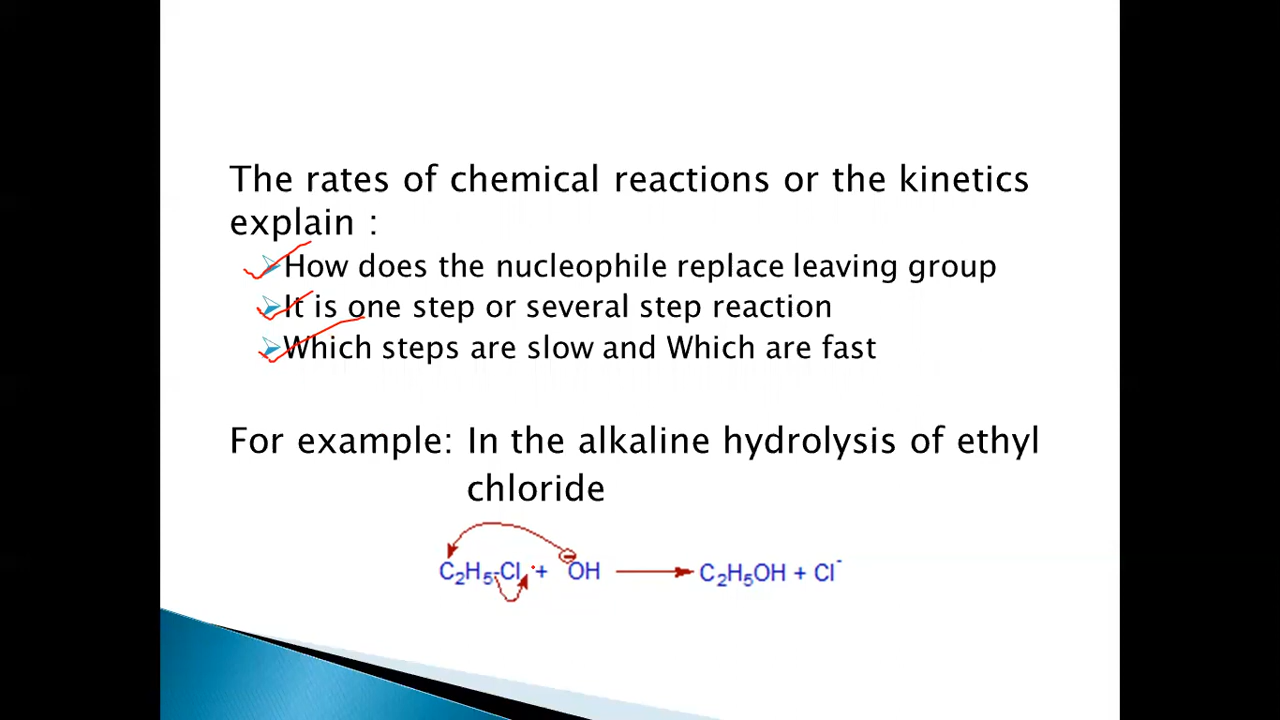 The rates of chemical reactions or the kinetics
explain :
How does the nucleophile replace leaving group
It is one step or several step reaction
Which steps are slow and Which are fast
For example: In the alkaline hydrolysis of ethyl
chloride
C₂H₅-Cl + ⊖OH ⟶ C₂H₅OH + Cl⁻